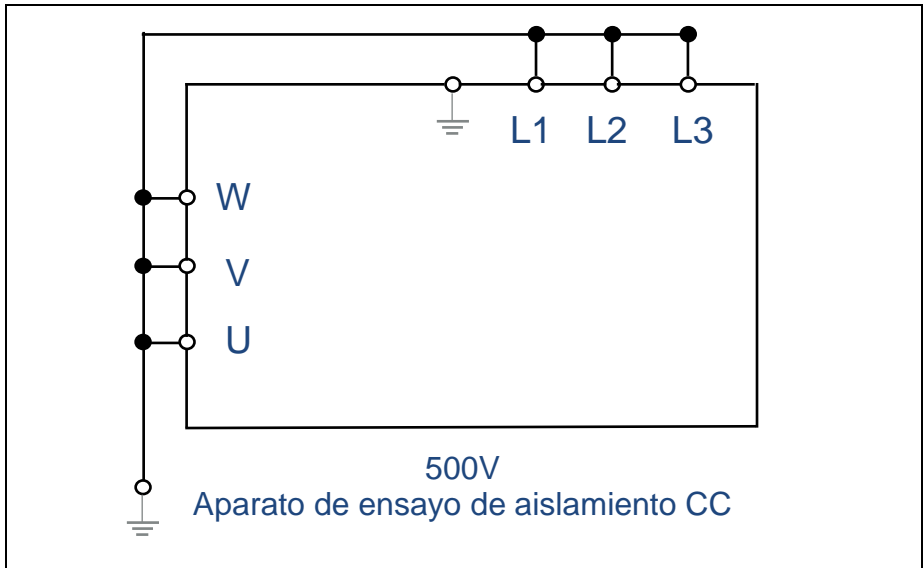 L1 L2 L3
W
V
U
500V
Aparato de ensayo de aislamiento CC